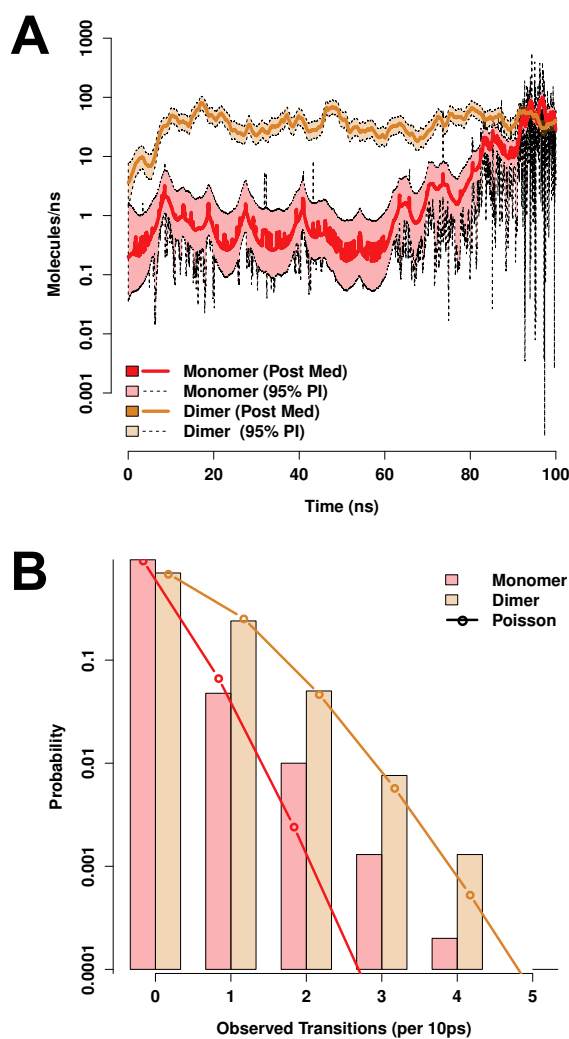 A
1000
100
10
1
0.1
0.01
0.001
Molecules/ns
Monomer (Post Med)
Monomer (95% PI)
Dimer (Post Med)
Dimer (95% PI)
0 20 40 60 80 100
Time (ns)
B
Monomer
Dimer
Poisson
0.1
0.01
0.001
0.0001
Probability
0 1 2 3 4 5
Observed Transitions (per 10ps)